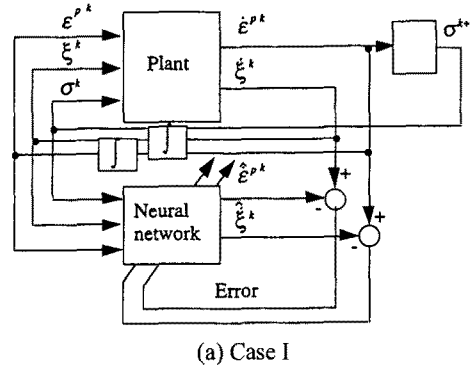 ε^{pk}
ξ^k
σ^k
Plant
ε̇^{pk}
ξ̇^k
σ^{k+}
∫
∫
Neural
network
ε̇̂^{pk}
ξ̇̂^k
+
-
+
-
Error
(a) Case I